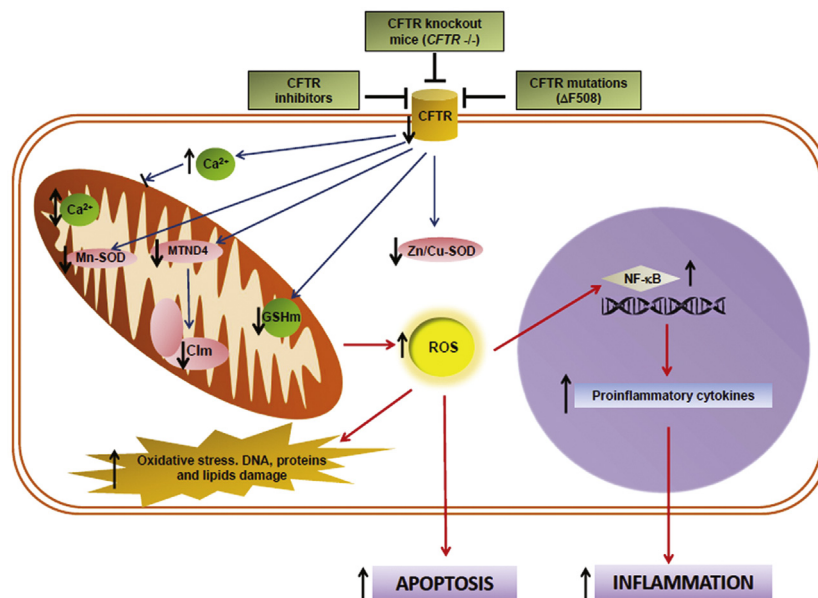 CFTR knockout
mice (CFTR -/-)
CFTR
inhibitors
CFTR mutations
(ΔF508)
CFTR
Ca²⁺
Ca²⁺
Mn-SOD
MTND4
Zn/Cu-SOD
GSHm
CIm
ROS
NF-κB
Proinflammatory cytokines
Oxidative stress. DNA, proteins
and lipids damage
APOPTOSIS
INFLAMMATION